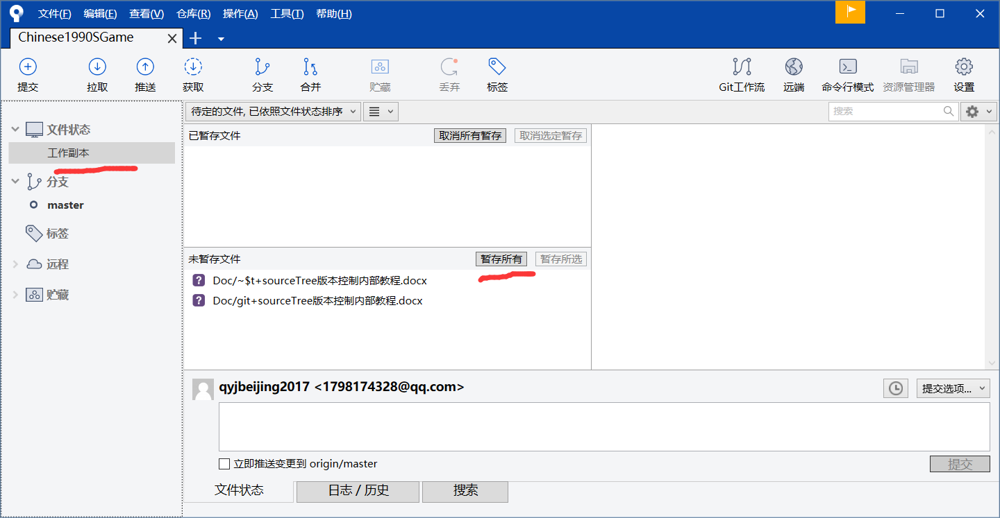 文件(F) 编辑(E) 查看(V) 仓库(R) 操作(A) 工具(T) 帮助(H)
Chinese1990SGame
提交 拉取 推送 获取 分支 合并 贮藏 丢弃 标签 Git工作流 远端 命令行模式 资源管理器 设置
待定的文件, 已依照文件状态排序 搜索
文件状态
工作副本
分支
master
标签
远程
贮藏
已暂存文件 取消所有暂存 取消选定暂存
未暂存文件 暂存所有 暂存所选
Doc/~$t+sourceTree版本控制内部教程.docx
Doc/git+sourceTree版本控制内部教程.docx
qyjbeijing2017 <1798174328@qq.com> 提交选项...
立即推送变更到 origin/master 提交
文件状态 日志 / 历史 搜索